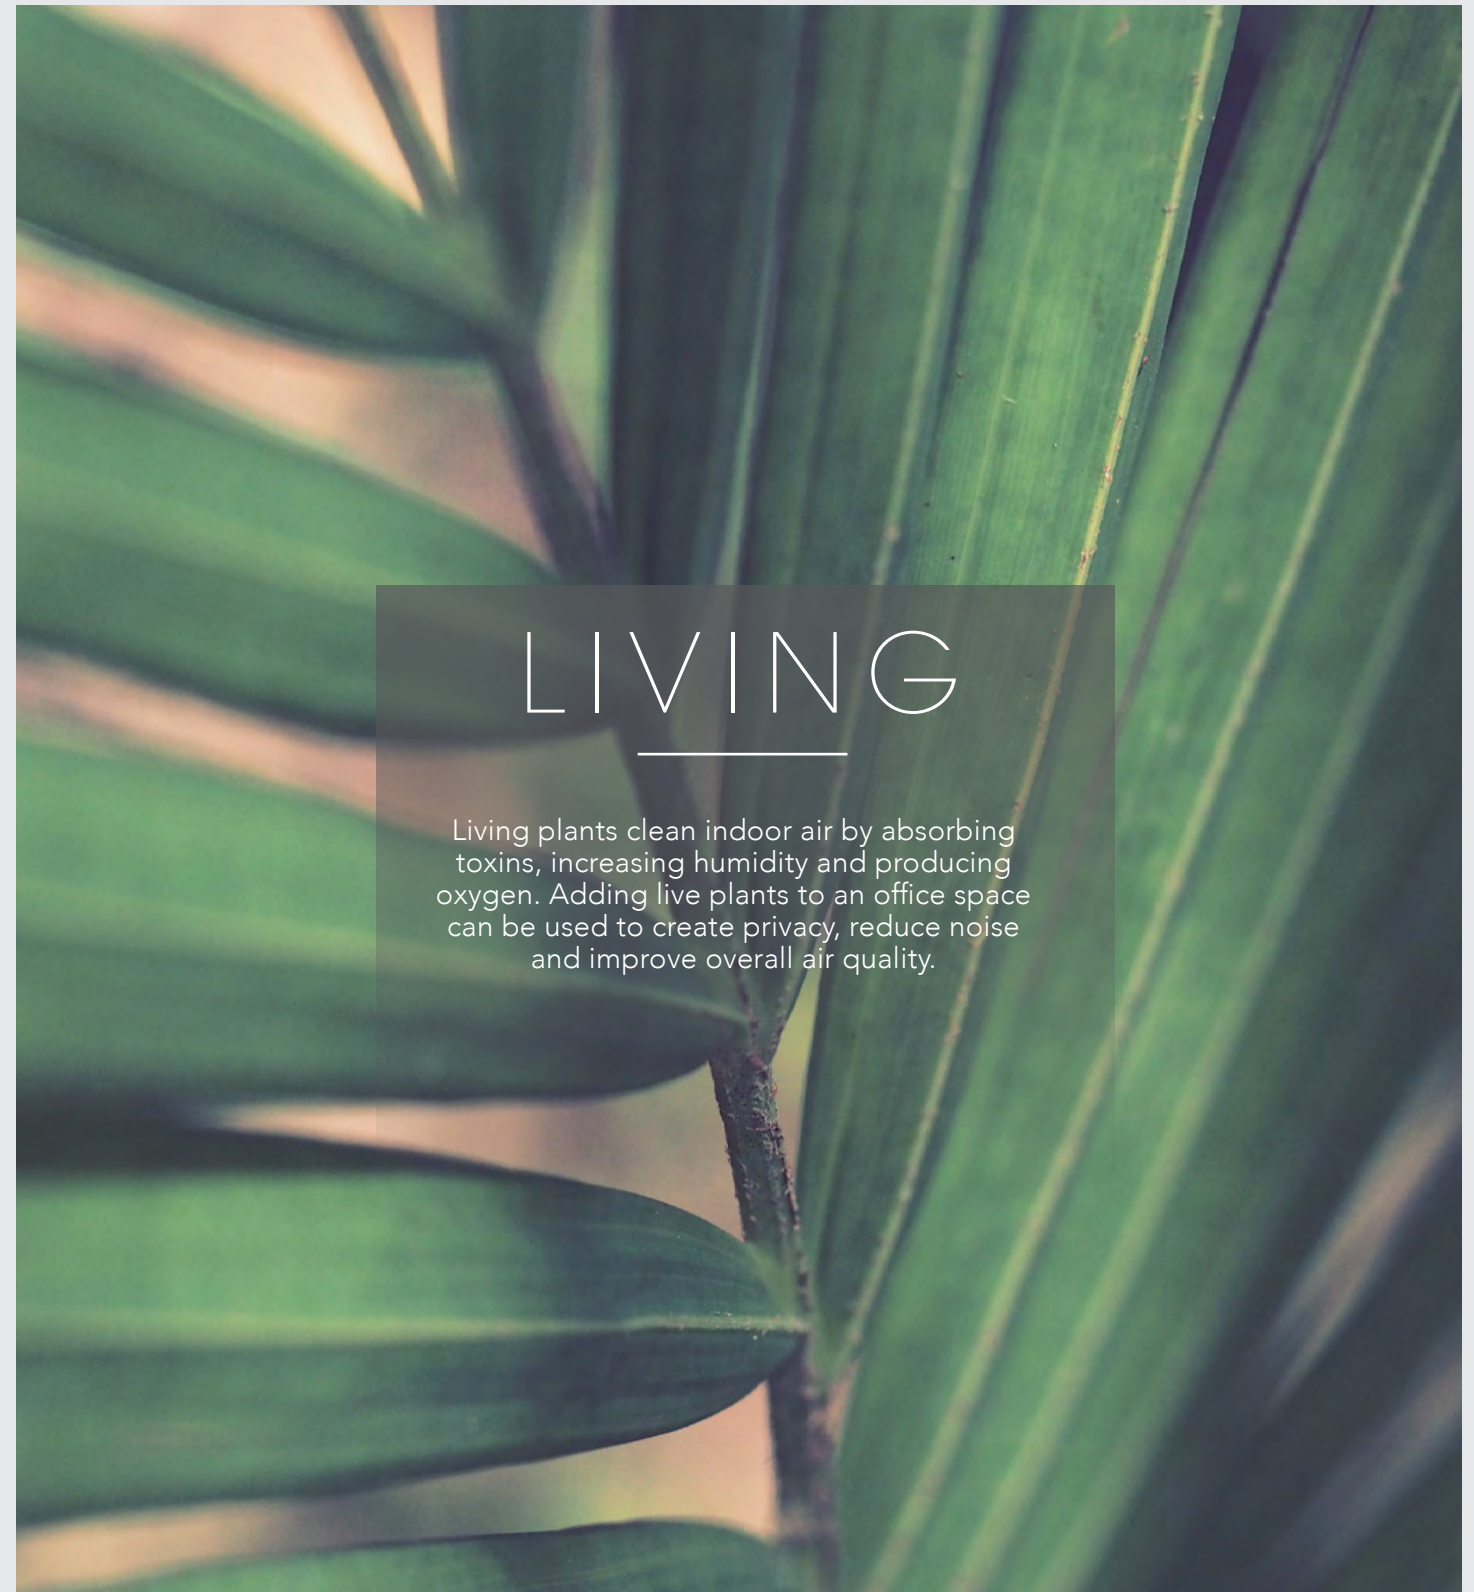 LIVING
Living plants clean indoor air by absorbing
toxins, increasing humidity and producing
oxygen. Adding live plants to an office space
can be used to create privacy, reduce noise
and improve overall air quality.